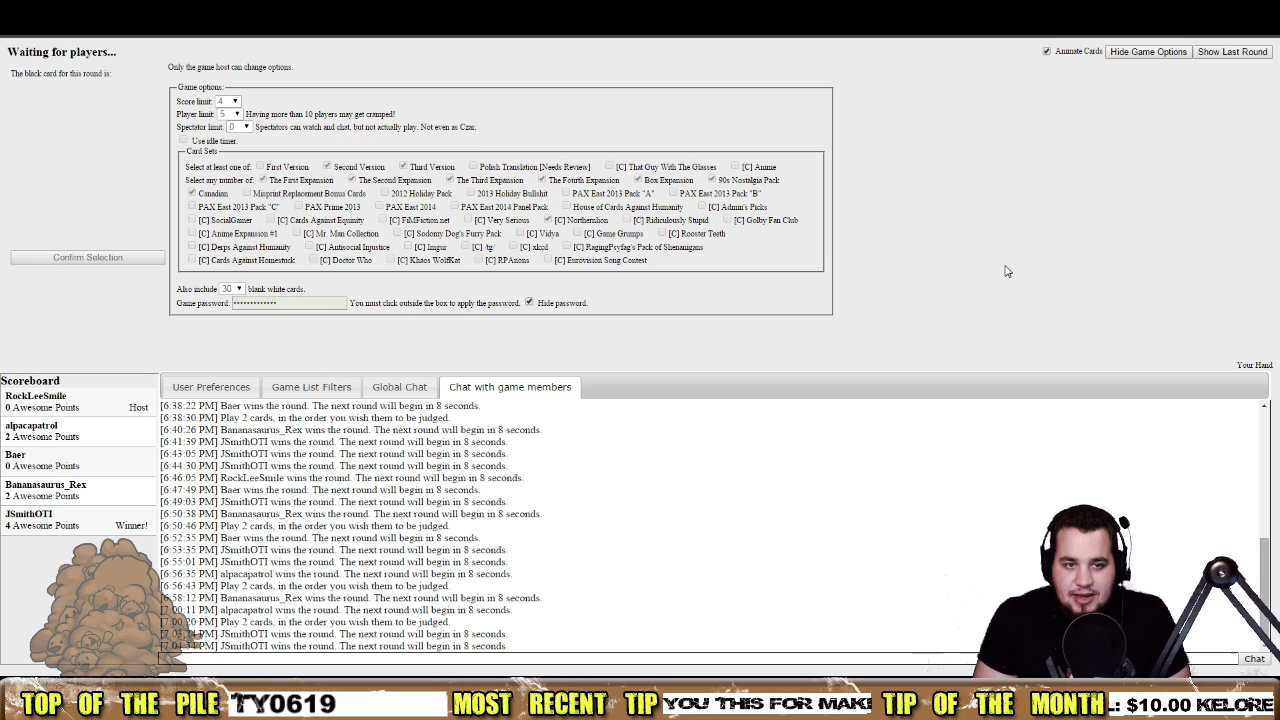 Waiting for players...
Animate Cards Hide Game Options Show Last Round
The black card for this round is:
Only the game host can change options.
Game options:
Score limit: 4
Player limit: 5 Having more than 10 players may get cramped!
Spectator limit: 0 Spectators can watch and chat, but not actually play. Not even as Czar.
Use idle timer.
Card Sets
Select at least one of: First Version Second Version Third Version Polish Translation [Needs Review] [C] That Guy With The Glasses [C] Anime
Select any number of: The First Expansion The Second Expansion The Third Expansion The Fourth Expansion Box Expansion 90s Nostalgia Pack
Canadian Misprint Replacement Bonus Cards 2012 Holiday Pack 2013 Holiday Bullshit PAX East 2013 Pack "A" PAX East 2013 Pack "B"
PAX East 2013 Pack "C" PAX Prime 2013 PAX East 2014 PAX East 2014 Panel Pack House of Cards Against Humanity [C] Admin's Picks
[C] SocialGamer [C] Cards Against Equinity [C] FiMFiction.net [C] Very Serious [C] Northernlion [C] Ridiculously Stupid [C] Golby Fan Club
[C] Anime Expansion #1 [C] Mr. Man Collection [C] Sodomy Dog's Furry Pack [C] Vidya [C] Game Grumps [C] Rooster Teeth
[C] Derps Against Humanity [C] Antisocial Injustice [C] Imgur [C] /tg/ [C] xkcd [C] RagingPsyfag's Pack of Shenanigans
[C] Cards Against Homestuck [C] Doctor Who [C] Khaos WolfKat [C] RPAnons [C] Eurovision Song Contest
Confirm Selection
Also include 30 blank white cards.
Game password: ••••••••••••• You must click outside the box to apply the password. Hide password.
Your Hand
Scoreboard
RockLeeSmile
0 Awesome Points Host
alpacapatrol
2 Awesome Points
Baer
0 Awesome Points
Bananasaurus_Rex
2 Awesome Points
JSmithOTI
4 Awesome Points Winner!
User Preferences Game List Filters Global Chat Chat with game members
[6:38:22 PM] Baer wins the round. The next round will begin in 8 seconds.
[6:38:30 PM] Play 2 cards, in the order you wish them to be judged.
[6:40:26 PM] Bananasaurus_Rex wins the round. The next round will begin in 8 seconds.
[6:41:39 PM] JSmithOTI wins the round. The next round will begin in 8 seconds.
[6:43:05 PM] JSmithOTI wins the round. The next round will begin in 8 seconds.
[6:44:30 PM] JSmithOTI wins the round. The next round will begin in 8 seconds.
[6:46:05 PM] RockLeeSmile wins the round. The next round will begin in 8 seconds.
[6:47:49 PM] Baer wins the round. The next round will begin in 8 seconds.
[6:49:03 PM] JSmithOTI wins the round. The next round will begin in 8 seconds.
[6:50:38 PM] Bananasaurus_Rex wins the round. The next round will begin in 8 seconds.
[6:50:46 PM] Play 2 cards, in the order you wish them to be judged.
[6:52:35 PM] Baer wins the round. The next round will begin in 8 seconds.
[6:53:35 PM] JSmithOTI wins the round. The next round will begin in 8 seconds.
[6:55:01 PM] JSmithOTI wins the round. The next round will begin in 8 seconds.
[6:56:35 PM] alpacapatrol wins the round. The next round will begin in 8 seconds.
[6:56:43 PM] Play 2 cards, in the order you wish them to be judged.
[6:58:12 PM] Bananasaurus_Rex wins the round. The next round will begin in 8 seconds.
[7:00:11 PM] alpacapatrol wins the round. The next round will begin in 8 seconds.
[7:00:20 PM] Play 2 cards, in the order you wish them to be judged.
PM] JSmithOTI wins the round. The next round will begin in 8 seconds.
PM] JSmithOTI wins the round. The next round will begin in 8 seconds.
Chat
TOP OF THE PILE TY0619 MOST RECENT TIP YOU THIS FOR MAK TIP OF THE MONTH .: $10.00 KELORE